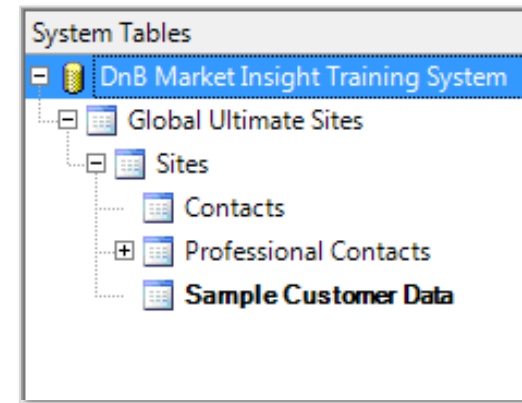 System Tables
DnB Market Insight Training System
Global Ultimate Sites
Sites
Contacts
Professional Contacts
Sample Customer Data